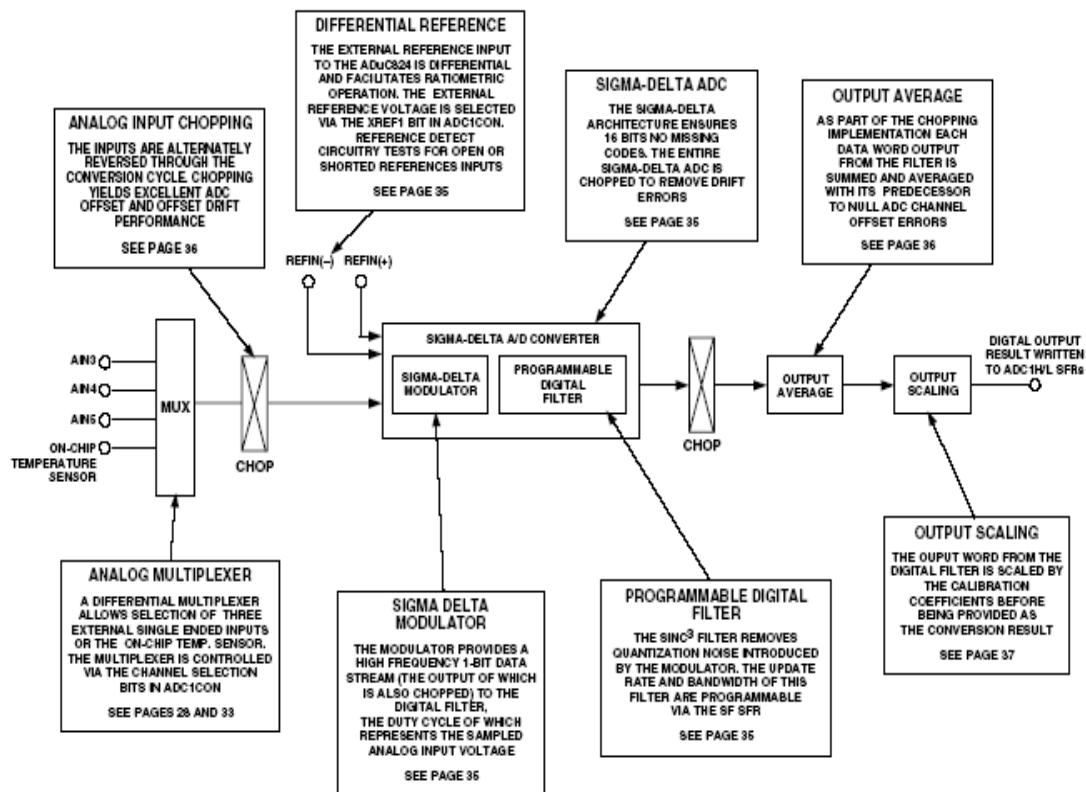 DIFFERENTIAL REFERENCE
THE EXTERNAL REFERENCE INPUT
TO THE ADuC824 IS DIFFERENTIAL
AND FACILITATES RATIOMETRIC
OPERATION. THE EXTERNAL
REFERENCE VOLTAGE IS SELECTED
VIA THE XREF1 BIT IN ADC1CON.
REFERENCE DETECT
CIRCUITRY TESTS FOR OPEN OR
SHORTED REFERENCES INPUTS
SEE PAGE 35
SIGMA-DELTA ADC
THE SIGMA-DELTA
ARCHITECTURE ENSURES
16 BITS NO MISSING
CODES. THE ENTIRE
SIGMA-DELTA ADC IS
CHOPPED TO REMOVE DRIFT
ERRORS
SEE PAGE 35
OUTPUT AVERAGE
AS PART OF THE CHOPPING
IMPLEMENTATION EACH
DATA WORD OUTPUT
FROM THE FILTER IS
SUMMED AND AVERAGED
WITH ITS PREDECESSOR
TO NULL ADC CHANNEL
OFFSET ERRORS
SEE PAGE 36
ANALOG INPUT CHOPPING
THE INPUTS ARE ALTERNATELY
REVERSED THROUGH THE
CONVERSION CYCLE. CHOPPING
YIELDS EXCELLENT ADC
OFFSET AND OFFSET DRIFT
PERFORMANCE
SEE PAGE 36
REFIN(–) REFIN(+)
AIN3
AIN4
AIN5
ON-CHIP
TEMPERATURE
SENSOR
MUX
CHOP
SIGMA-DELTA A/D CONVERTER
SIGMA-DELTA
MODULATOR
PROGRAMMABLE
DIGITAL
FILTER
CHOP
OUTPUT
AVERAGE
OUTPUT
SCALING
DIGTAL OUTPUT
RESULT WRITTEN
TO ADC1H/L SFRs
ANALOG MULTIPLEXER
A DIFFERENTIAL MULTIPLEXER
ALLOWS SELECTION OF THREE
EXTERNAL SINGLE ENDED INPUTS
OR THE ON-CHIP TEMP. SENSOR.
THE MULTIPLEXER IS CONTROLLED
VIA THE CHANNEL SELECTION
BITS IN ADC1CON
SEE PAGES 28 AND 33
SIGMA DELTA
MODULATOR
THE MODULATOR PROVIDES A
HIGH FREQUENCY 1-BIT DATA
STREAM (THE OUTPUT OF WHICH
IS ALSO CHOPPED) TO THE
DIGITAL FILTER,
THE DUTY CYCLE OF WHICH
REPRESENTS THE SAMPLED
ANALOG INPUT VOLTAGE
SEE PAGE 35
PROGRAMMABLE DIGITAL
FILTER
THE SINC³ FILTER REMOVES
QUANTIZATION NOISE INTRODUCED
BY THE MODULATOR. THE UPDATE
RATE AND BANDWIDTH OF THIS
FILTER ARE PROGRAMMABLE
VIA THE SF SFR
SEE PAGE 35
OUTPUT SCALING
THE OUPUT WORD FROM THE
DIGITAL FILTER IS SCALED BY
THE CALIBRATION
COEFFICIENTS BEFORE
BEING PROVIDED AS
THE CONVERSION RESULT
SEE PAGE 37